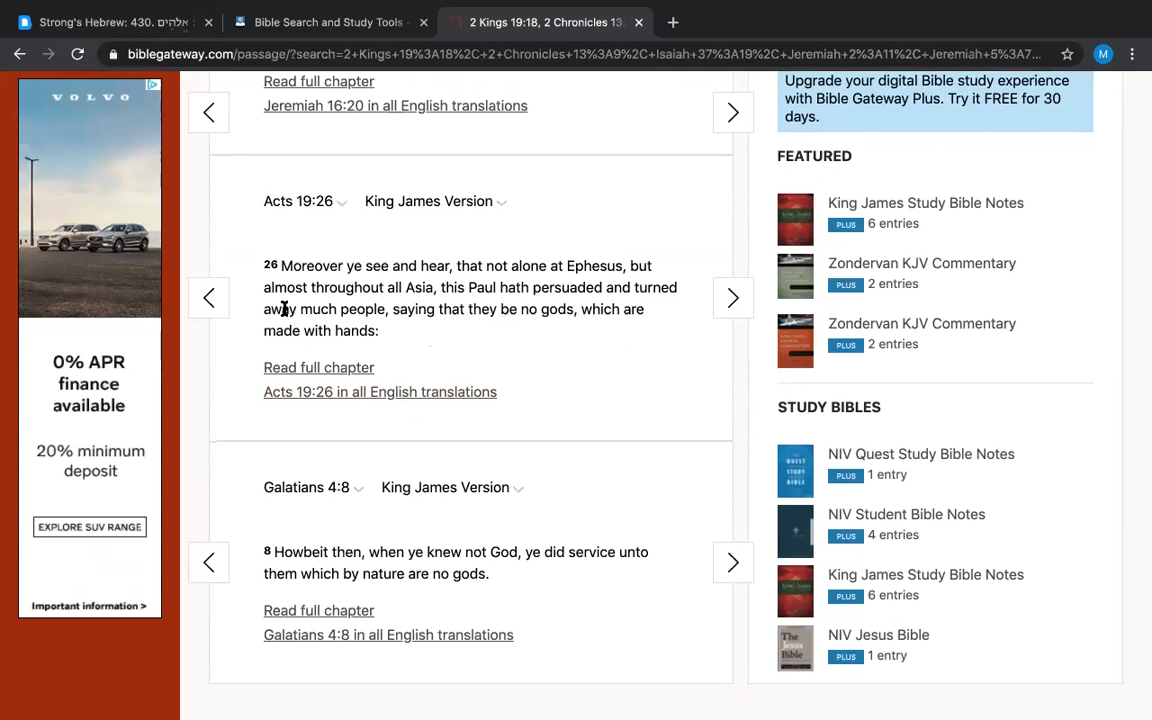 Strong's Hebrew: 430. אֱלֹהִים
Bible Search and Study Tools -
2 Kings 19:18, 2 Chronicles 13:
biblegateway.com/passage/?search=2+Kings+19%3A18%2C+2+Chronicles+13%3A9%2C+Isaiah+37%3A19%2C+Jeremiah+2%3A11%2C+Jeremiah+5%3A7...
M
VOLVO
0% APR
finance
available
20% minimum
deposit
EXPLORE SUV RANGE
Important information >
Read full chapter
Jeremiah 16:20 in all English translations
Acts 19:26 King James Version
26 Moreover ye see and hear, that not alone at Ephesus, but
almost throughout all Asia, this Paul hath persuaded and turned
away much people, saying that they be no gods, which are
made with hands:
Read full chapter
Acts 19:26 in all English translations
Galatians 4:8 King James Version
8 Howbeit then, when ye knew not God, ye did service unto
them which by nature are no gods.
Read full chapter
Galatians 4:8 in all English translations
Upgrade your digital Bible study experience
with Bible Gateway Plus. Try it FREE for 30
days.
FEATURED
King James Study Bible Notes
PLUS 6 entries
Zondervan KJV Commentary
PLUS 2 entries
Zondervan KJV Commentary
PLUS 2 entries
STUDY BIBLES
NIV Quest Study Bible Notes
PLUS 1 entry
NIV Student Bible Notes
PLUS 4 entries
King James Study Bible Notes
PLUS 6 entries
NIV Jesus Bible
PLUS 1 entry